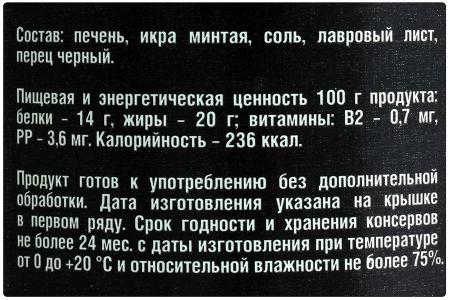 Состав: печень, икра минтая, соль, лавровый лист,
перец черный.
Пищевая и энергетическая ценность 100 г продукта:
белки - 14 г, жиры - 20 г; витамины: В2 - 0,7 мг,
РР - 3,6 мг. Калорийность - 236 ккал.
Продукт готов к употреблению без дополнительной
обработки. Дата изготовления указана на крышке
в первом ряду. Срок годности и хранения консервов
не более 24 мес. с даты изготовления при температуре
от 0 до +20 °С и относительной влажности не более 75%.